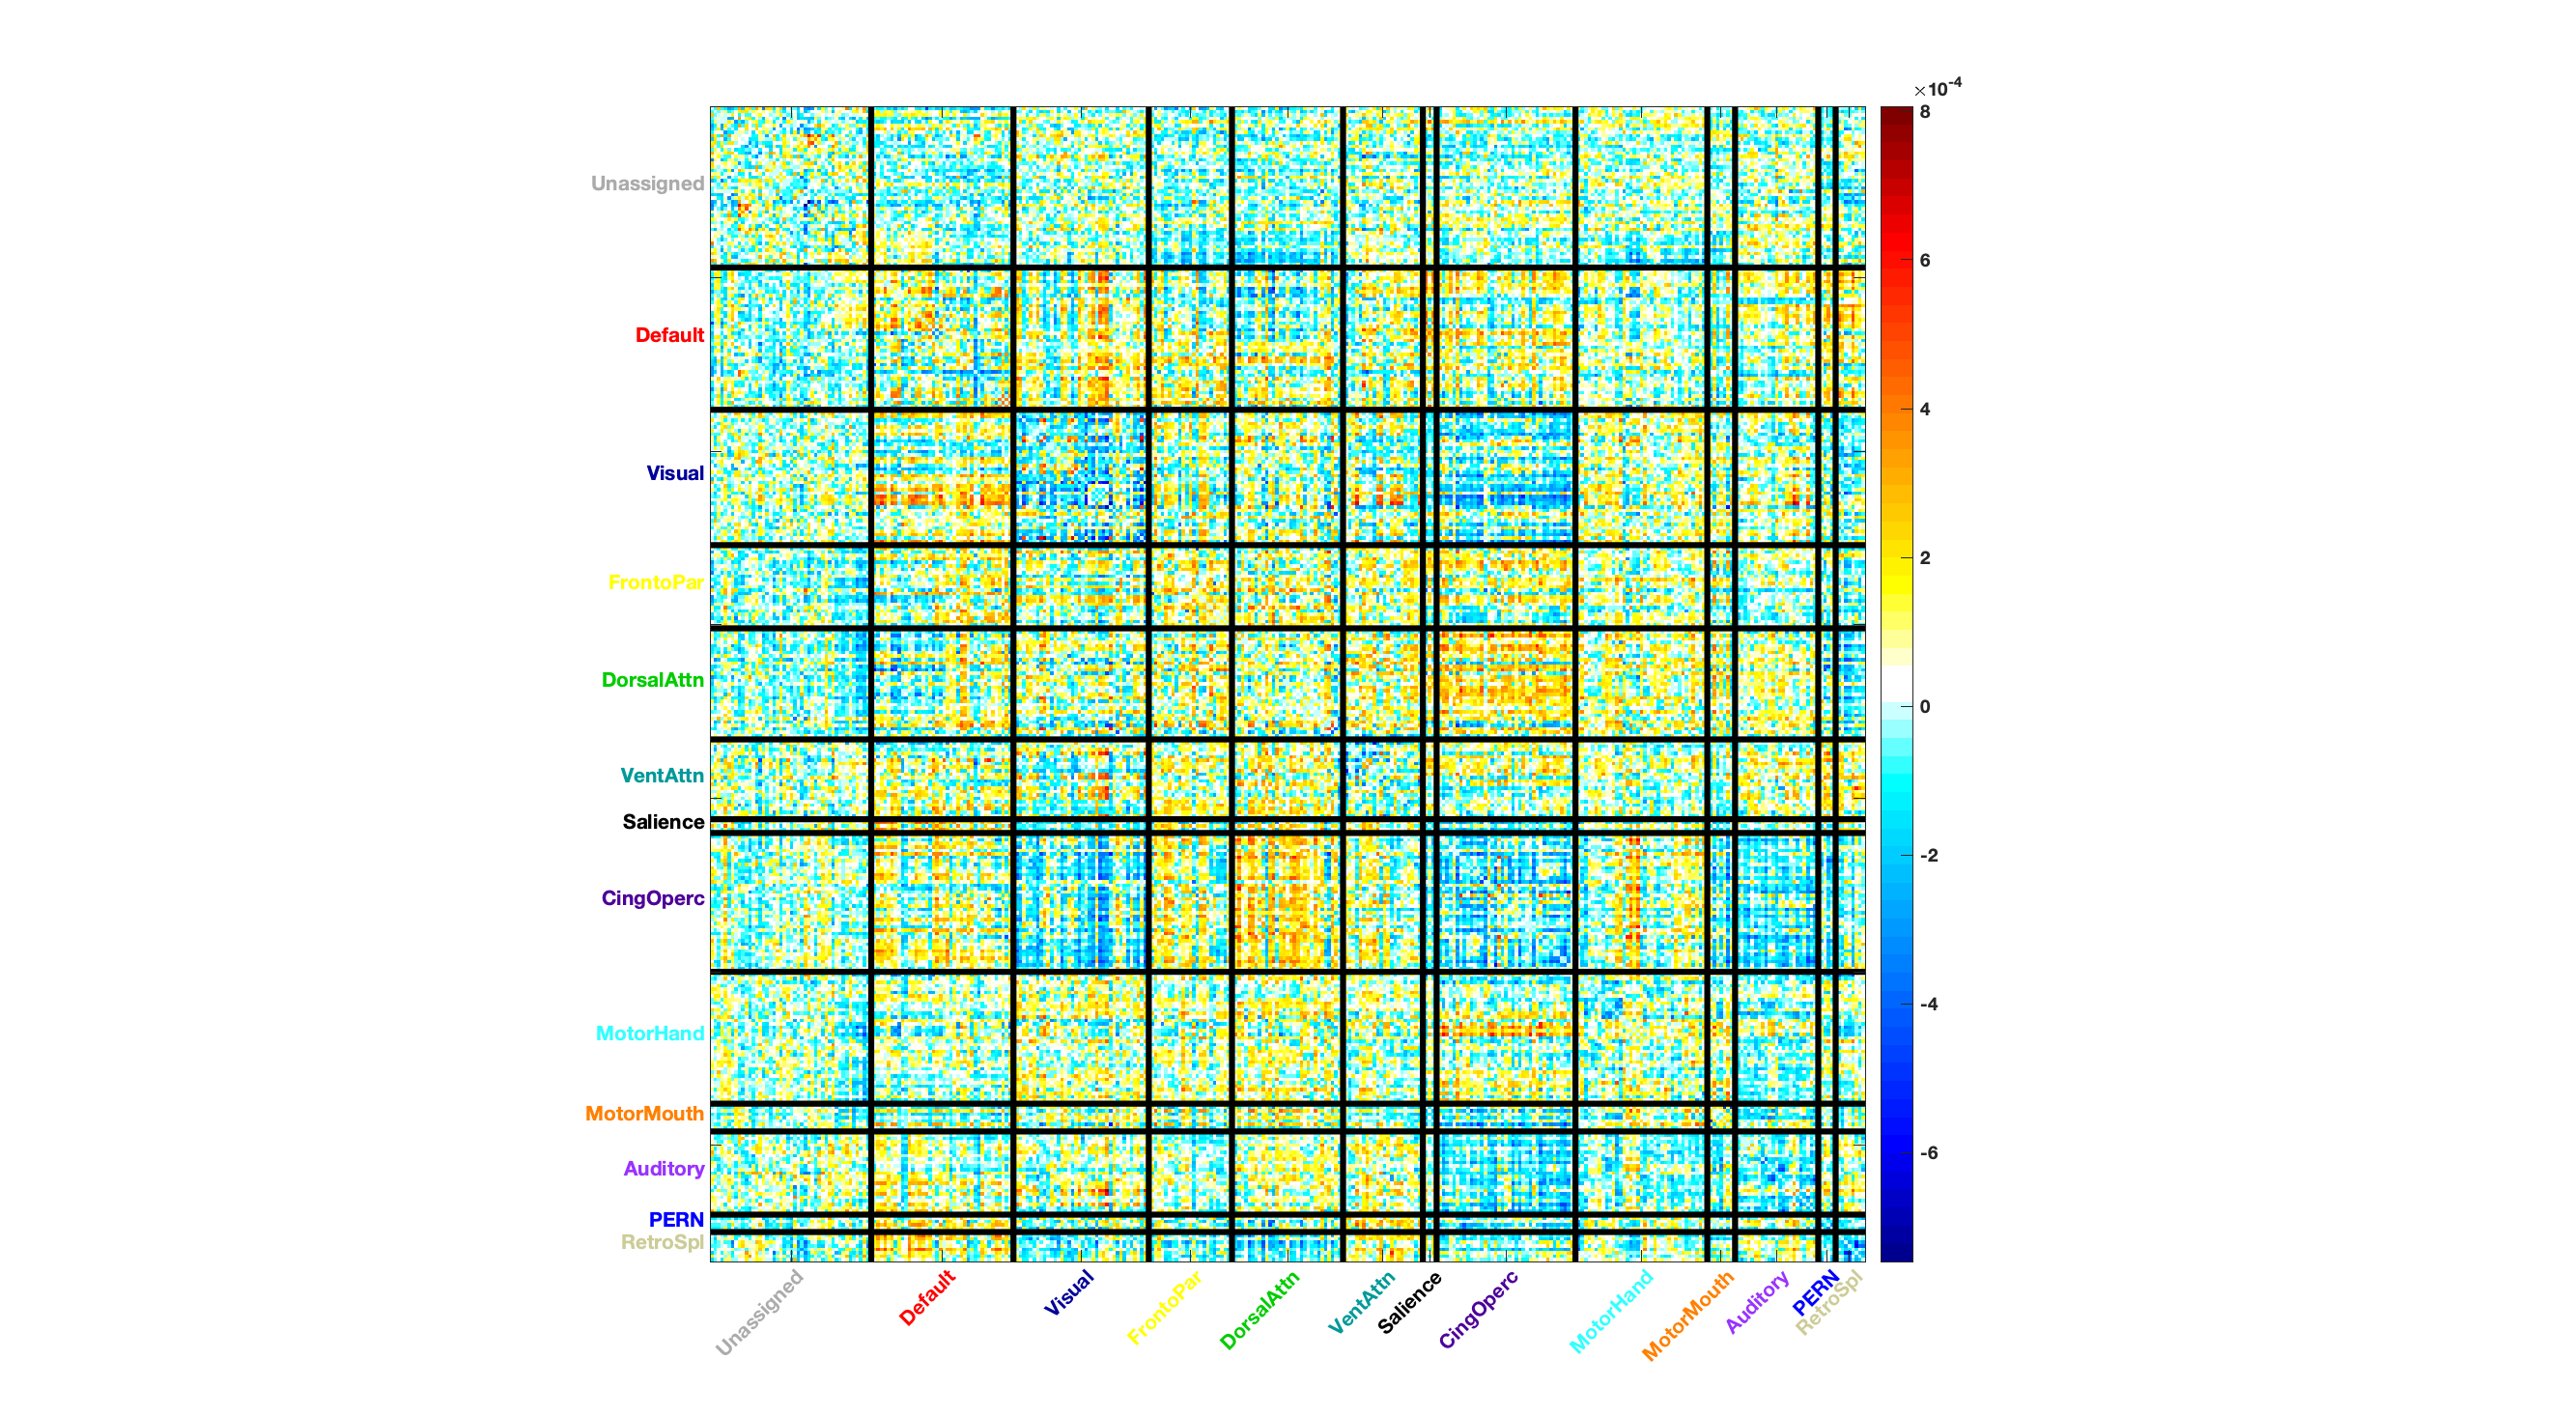 ×10-4
8
6
4
2
0
-2
-4
-6
Unassigned
Default
Visual
FrontoPar
DorsalAttn
VentAttn
Salience
CingOperc
MotorHand
MotorMouth
Auditory
PERN
RetroSpl
Unassigned
Default
Visual
FrontoPar
DorsalAttn
VentAttn
Salience
CingOperc
MotorHand
MotorMouth
Auditory
PERN
RetroSpl